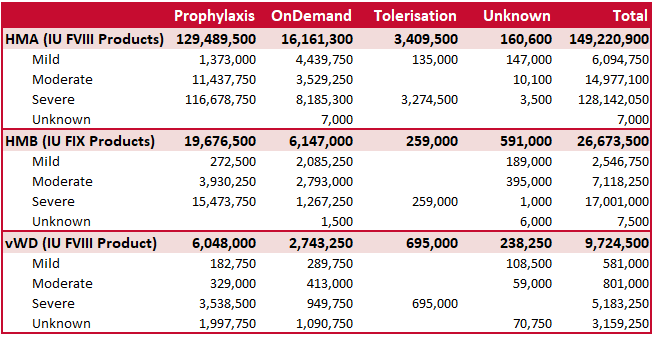 Prophylaxis OnDemand Tolerisation Unknown Total
HMA (IU FVIII Products) 129,489,500 16,161,300 3,409,500 160,600 149,220,900
Mild 1,373,000 4,439,750 135,000 147,000 6,094,750
Moderate 11,437,750 3,529,250 10,100 14,977,100
Severe 116,678,750 8,185,300 3,274,500 3,500 128,142,050
Unknown 7,000 7,000
HMB (IU FIX Products) 19,676,500 6,147,000 259,000 591,000 26,673,500
Mild 272,500 2,085,250 189,000 2,546,750
Moderate 3,930,250 2,793,000 395,000 7,118,250
Severe 15,473,750 1,267,250 259,000 1,000 17,001,000
Unknown 1,500 6,000 7,500
vWD (IU FVIII Product) 6,048,000 2,743,250 695,000 238,250 9,724,500
Mild 182,750 289,750 108,500 581,000
Moderate 329,000 413,000 59,000 801,000
Severe 3,538,500 949,750 695,000 5,183,250
Unknown 1,997,750 1,090,750 70,750 3,159,250